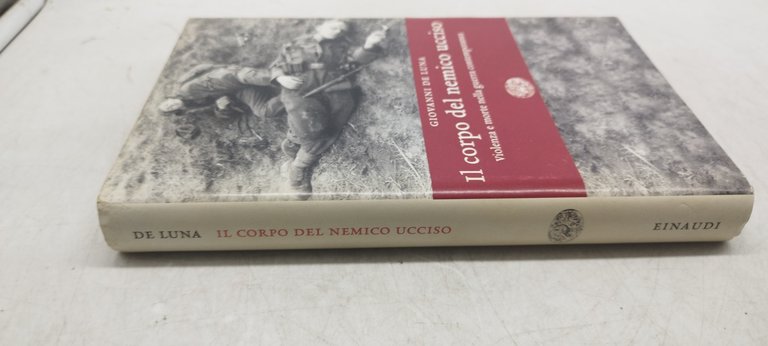 GIOVANNI DE LUNA
Il corpo del nemico ucciso
violenza e morte nella guerra contemporanea
DE LUNA IL CORPO DEL NEMICO UCCISO EINAUDI